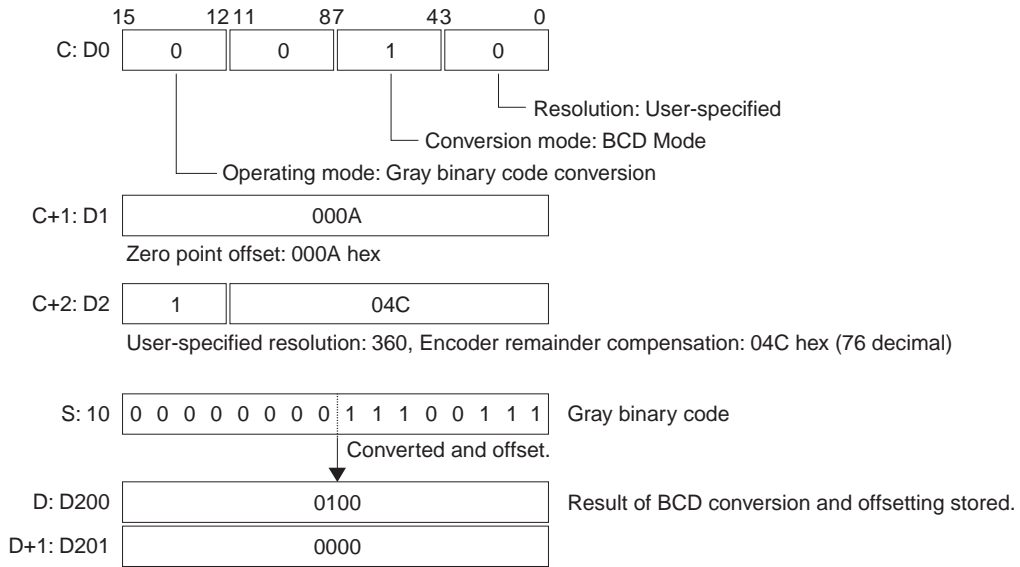 15 12 11 87 43 0
C: D0 0 0 1 0
Resolution: User-specified
Conversion mode: BCD Mode
Operating mode: Gray binary code conversion
C+1: D1 000A
Zero point offset: 000A hex
C+2: D2 1 04C
User-specified resolution: 360, Encoder remainder compensation: 04C hex (76 decimal)
S: 10 0 0 0 0 0 0 0 0 1 1 1 0 0 1 1 1 Gray binary code
Converted and offset.
D: D200 0100 Result of BCD conversion and offsetting stored.
D+1: D201 0000